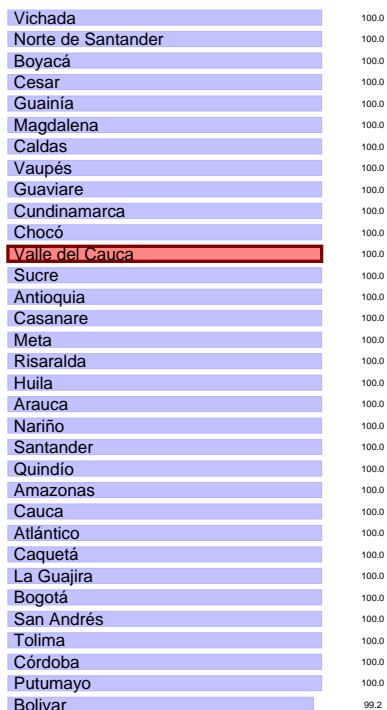 Vichada 100.0
Norte de Santander 100.0
Boyacá 100.0
Cesar 100.0
Guainía 100.0
Magdalena 100.0
Caldas 100.0
Vaupés 100.0
Guaviare 100.0
Cundinamarca 100.0
Chocó 100.0
Valle del Cauca 100.0
Sucre 100.0
Antioquia 100.0
Casanare 100.0
Meta 100.0
Risaralda 100.0
Huila 100.0
Arauca 100.0
Nariño 100.0
Santander 100.0
Quindío 100.0
Amazonas 100.0
Cauca 100.0
Atlántico 100.0
Caquetá 100.0
La Guajira 100.0
Bogotá 100.0
San Andrés 100.0
Tolima 100.0
Córdoba 100.0
Putumayo 100.0
Bolivar 99.2